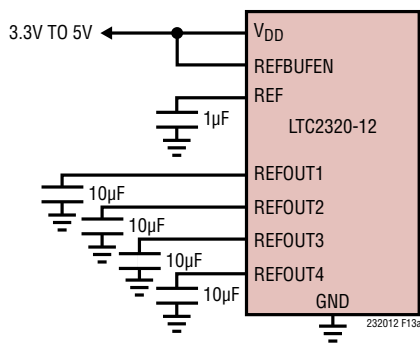 3.3V TO 5V
VDD
REFBUFEN
REF
1µF
LTC2320-12
REFOUT1
10µF
REFOUT2
10µF
REFOUT3
10µF
REFOUT4
10µF
GND
232012 F13a